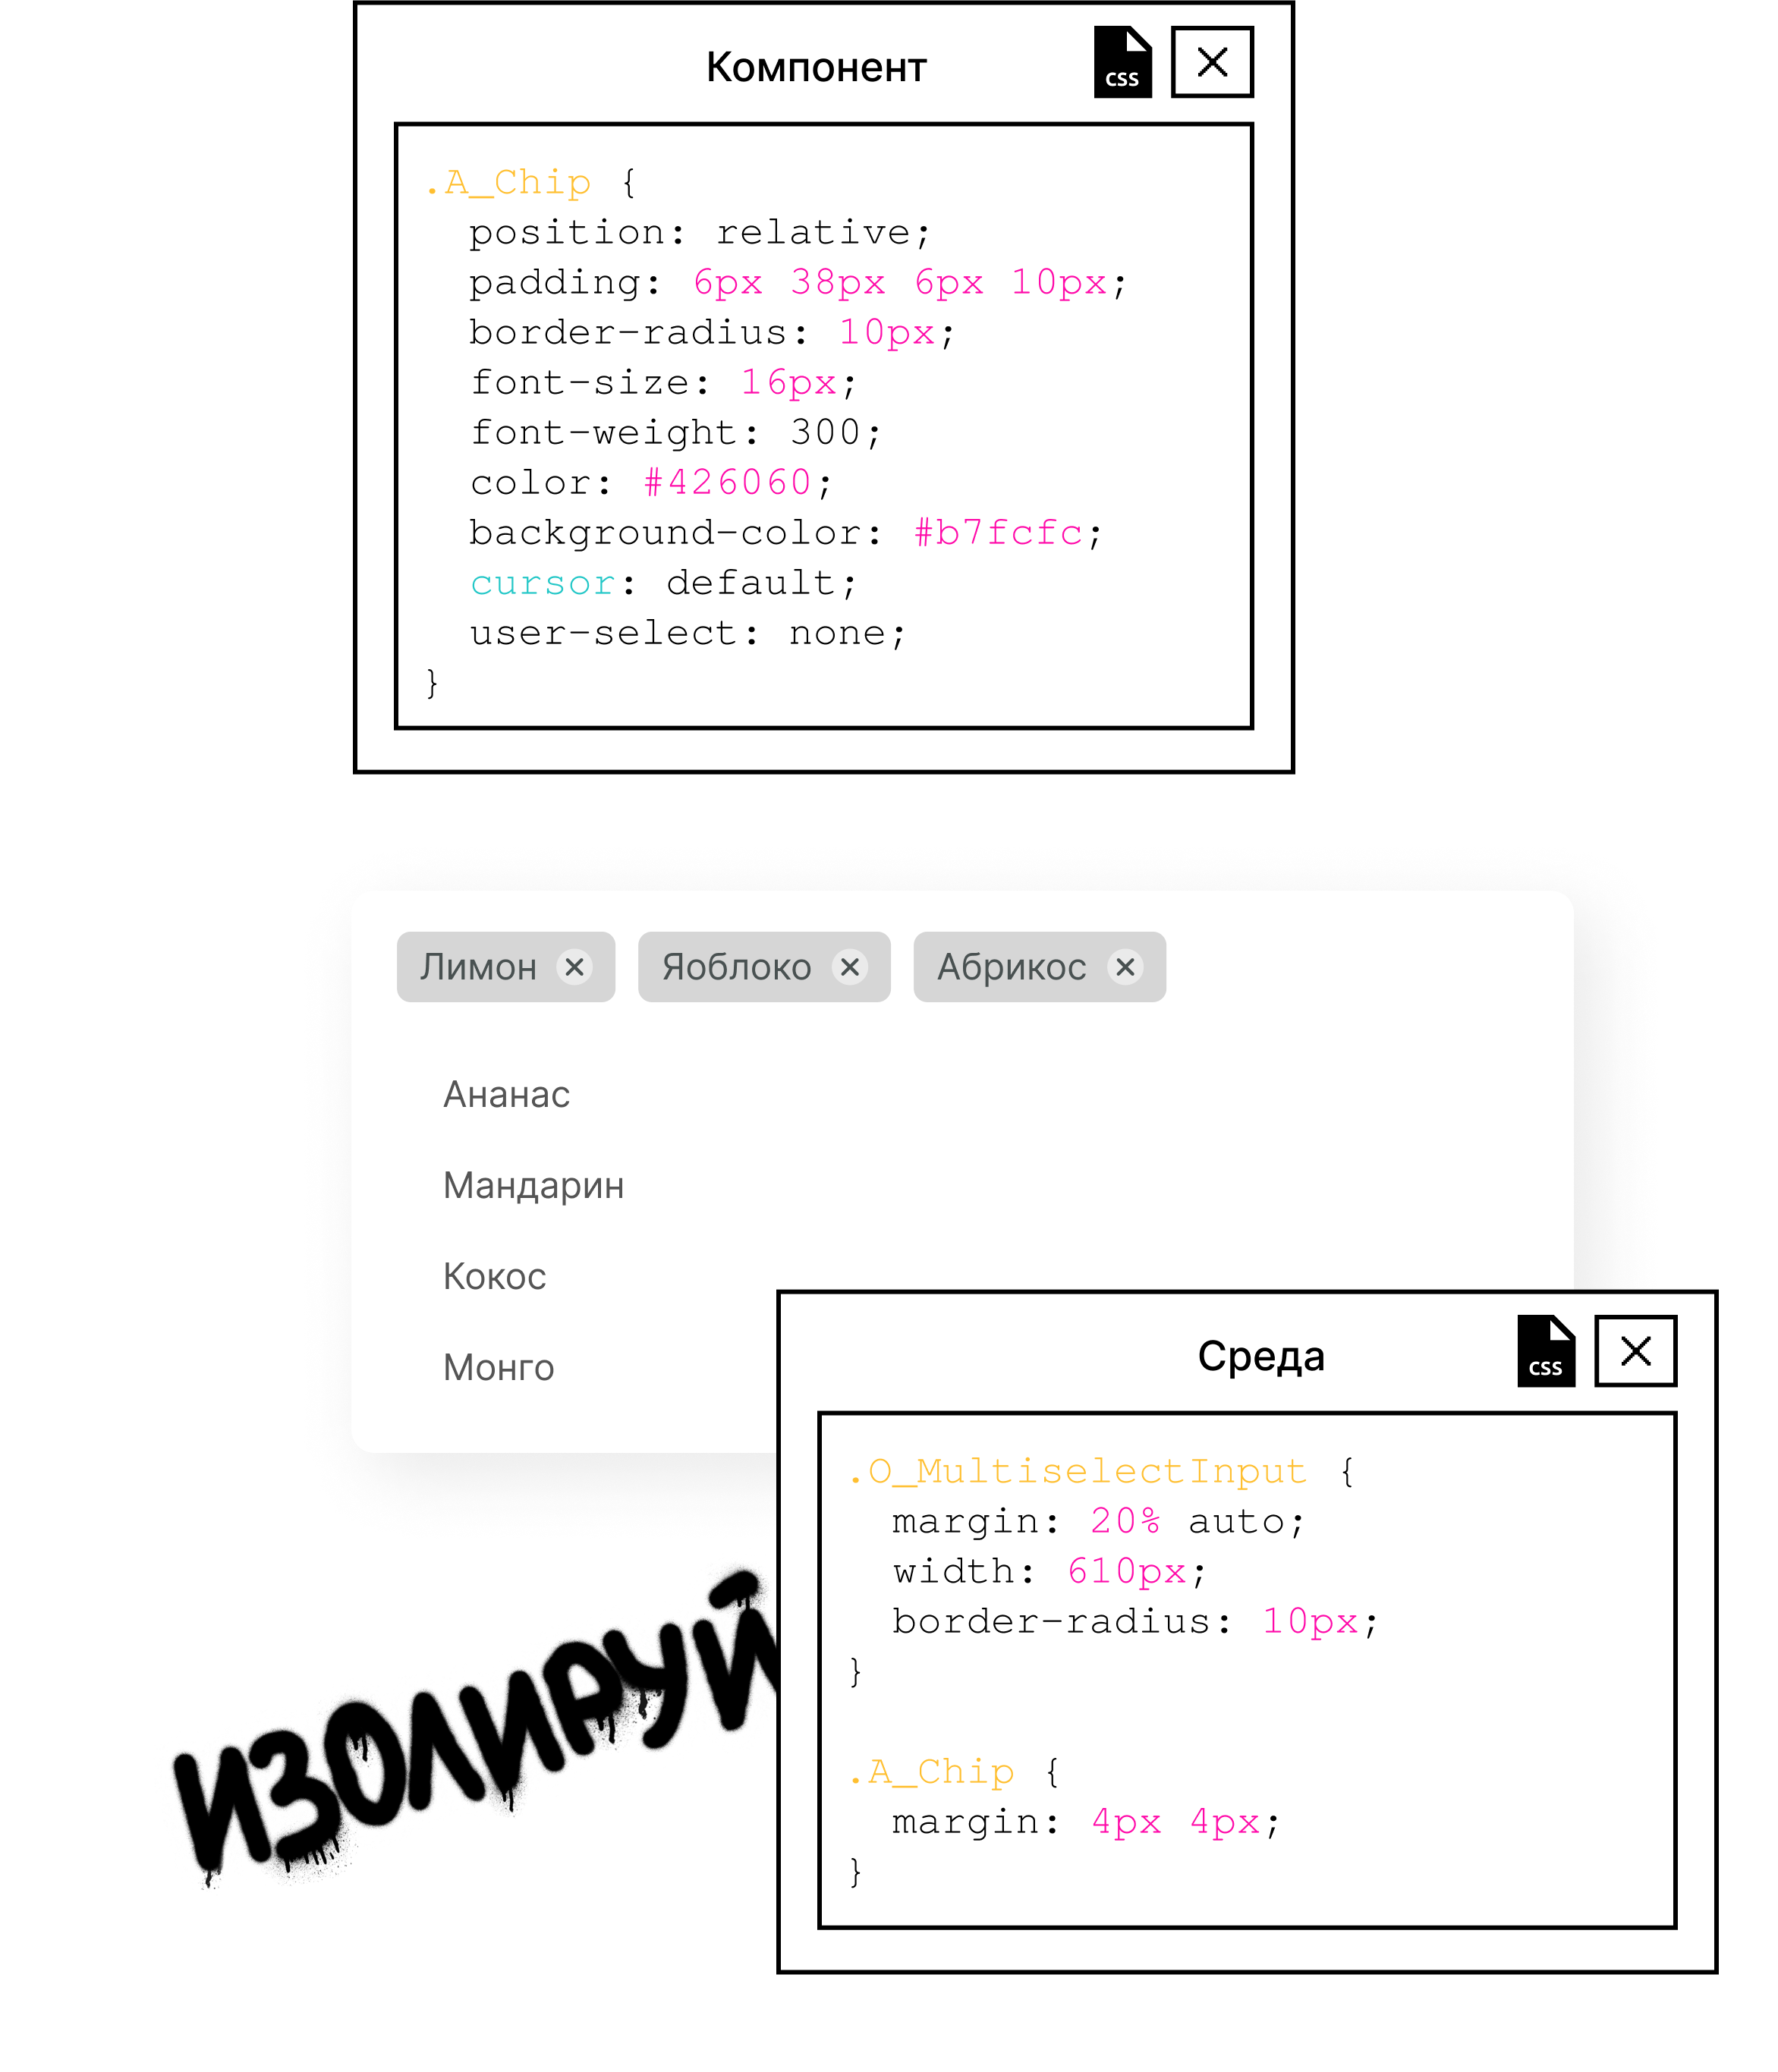 Компонент
css
.A_Chip {
position: relative;
padding: 6px 38px 6px 10px;
border-radius: 10px;
font-size: 16px;
font-weight: 300;
color: #426060;
background-color: #b7fcfc;
cursor: default;
user-select: none;
}
Лимон
Яоблоко
Абрикос
Ананас
Мандарин
Кокос
Монго
Среда
css
.O_MultiselectInput {
margin: 20% auto;
width: 610px;
border-radius: 10px;
}
.A_Chip {
margin: 4px 4px;
}
ИЗОЛИРУЙ